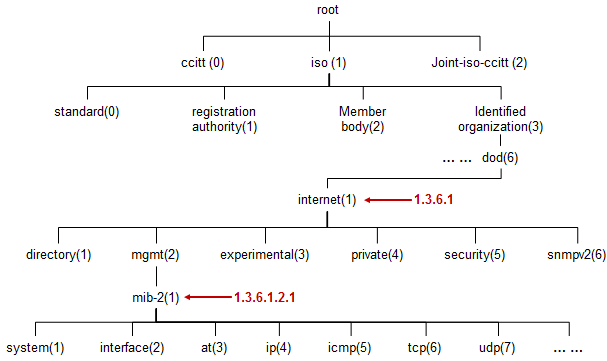 root
ccitt (0) iso (1) Joint-iso-ccitt (2)
standard(0) registration Member Identified
authority(1) body(2) organization(3)
... ... dod(6)
internet(1) 1.3.6.1
directory(1) mgmt(2) experimental(3) private(4) security(5) snmpv2(6)
mib-2(1) 1.3.6.1.2.1
system(1) interface(2) at(3) ip(4) icmp(5) tcp(6) udp(7) ... ...